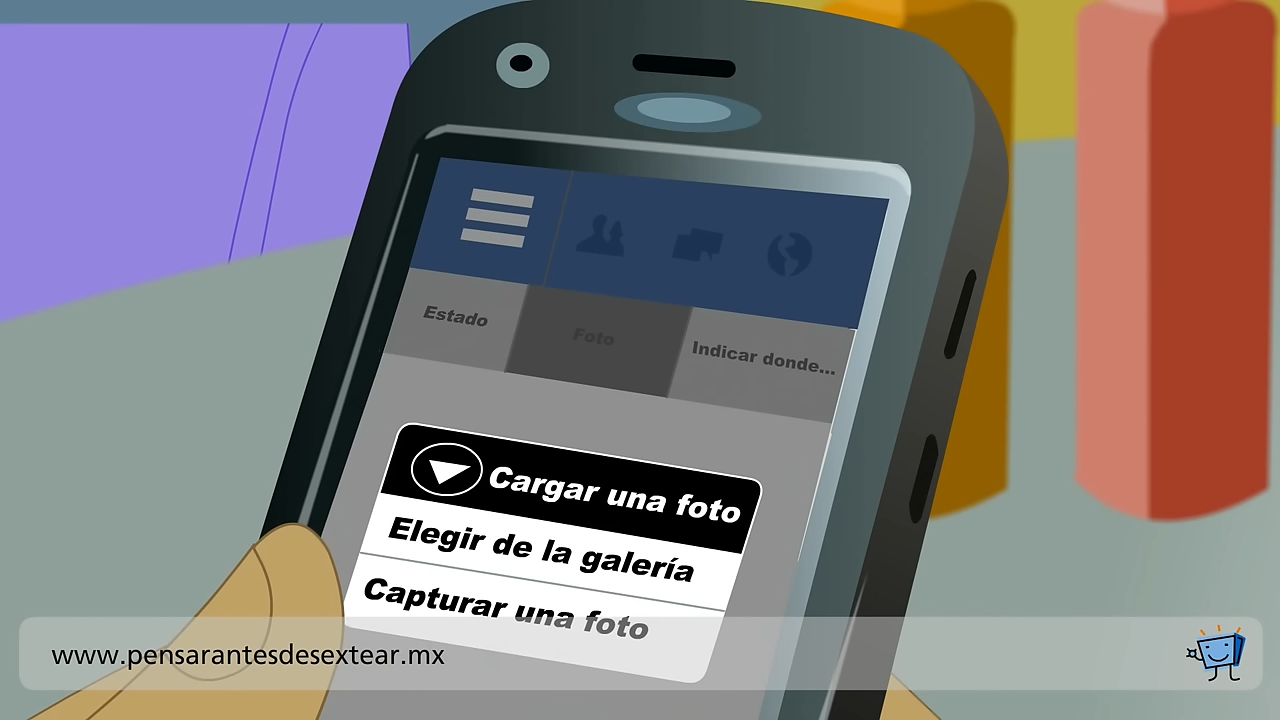 Estado
Foto
Indicar donde...
Cargar una foto
Elegir de la galería
Capturar una foto
www.pensarantesdesextear.mx